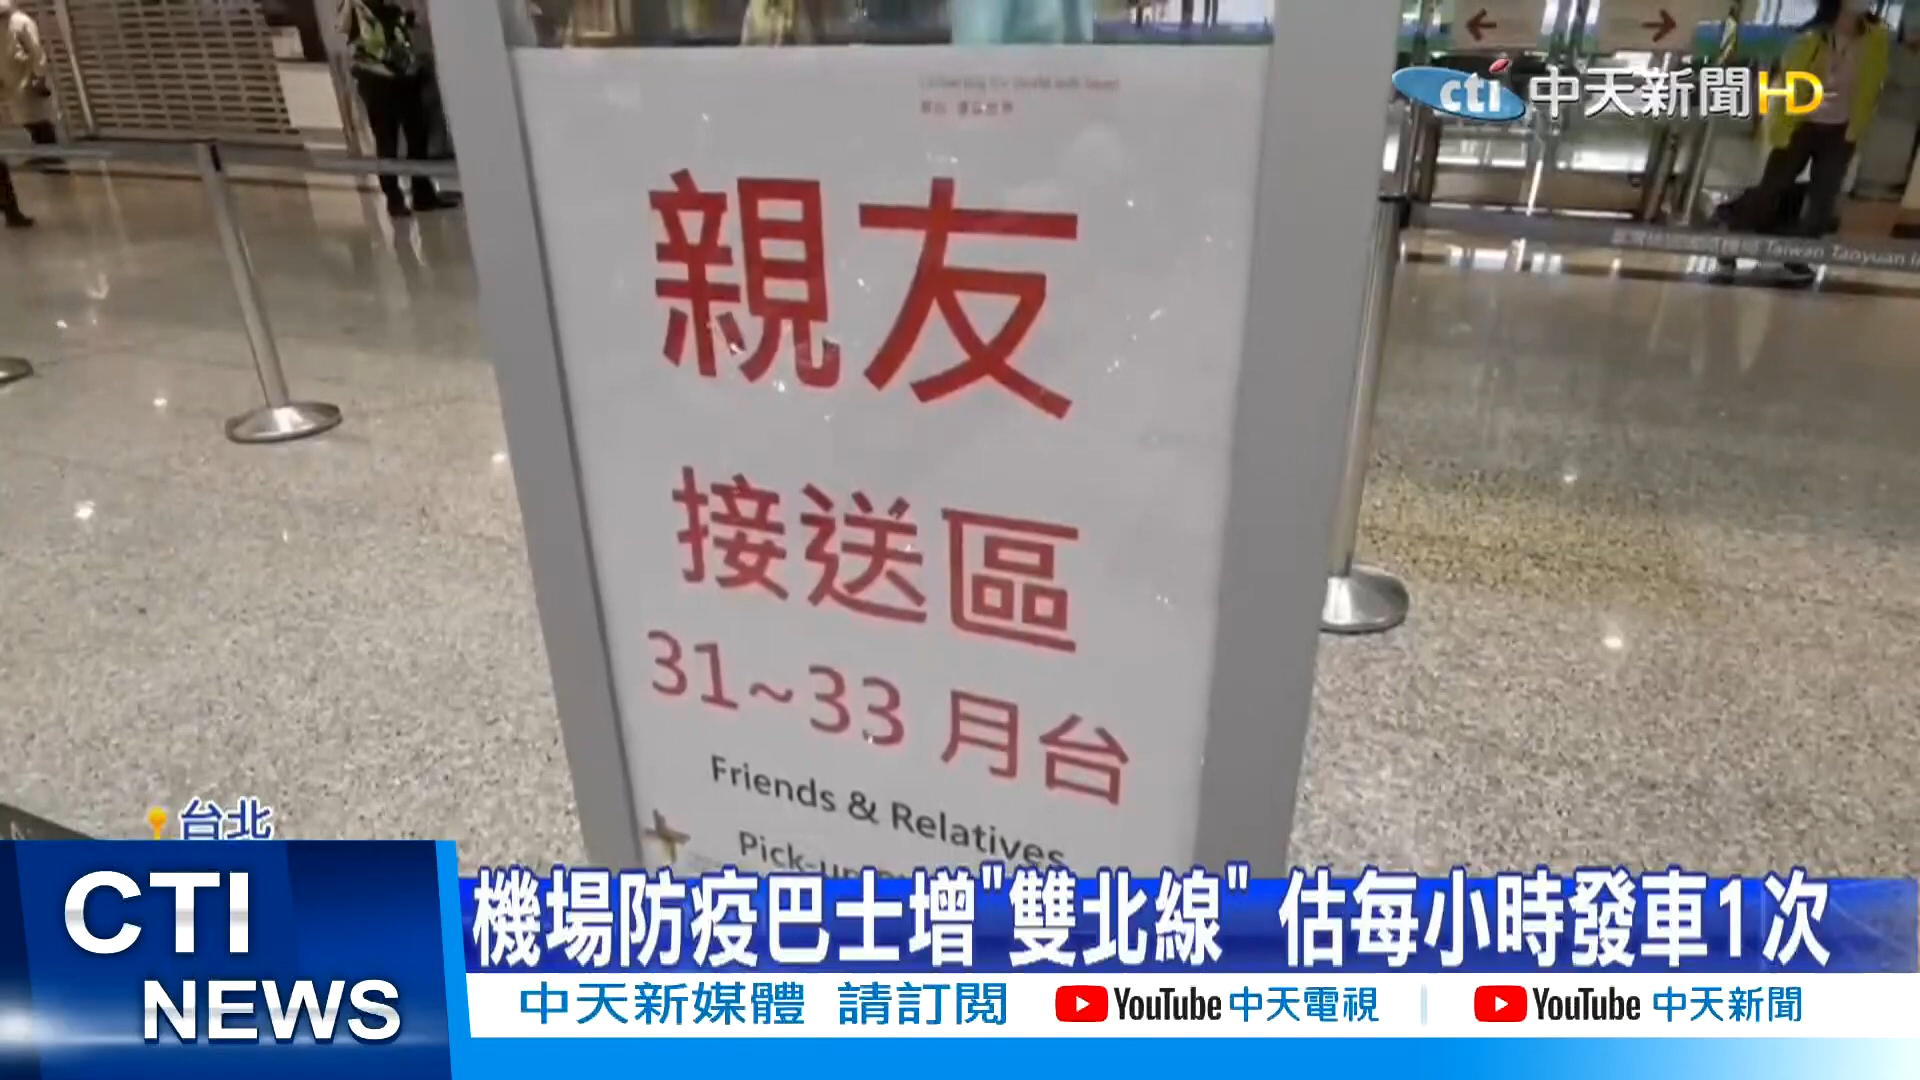 cti 中天新聞HD
親友
接送區
31~33 月台
Friends & Relatives
Taiwan Taoyuan
台北
CTI NEWS
機場防疫巴士增"雙北線" 估每小時發車1次
中天新媒體 請訂閱 YouTube 中天電視 YouTube 中天新聞